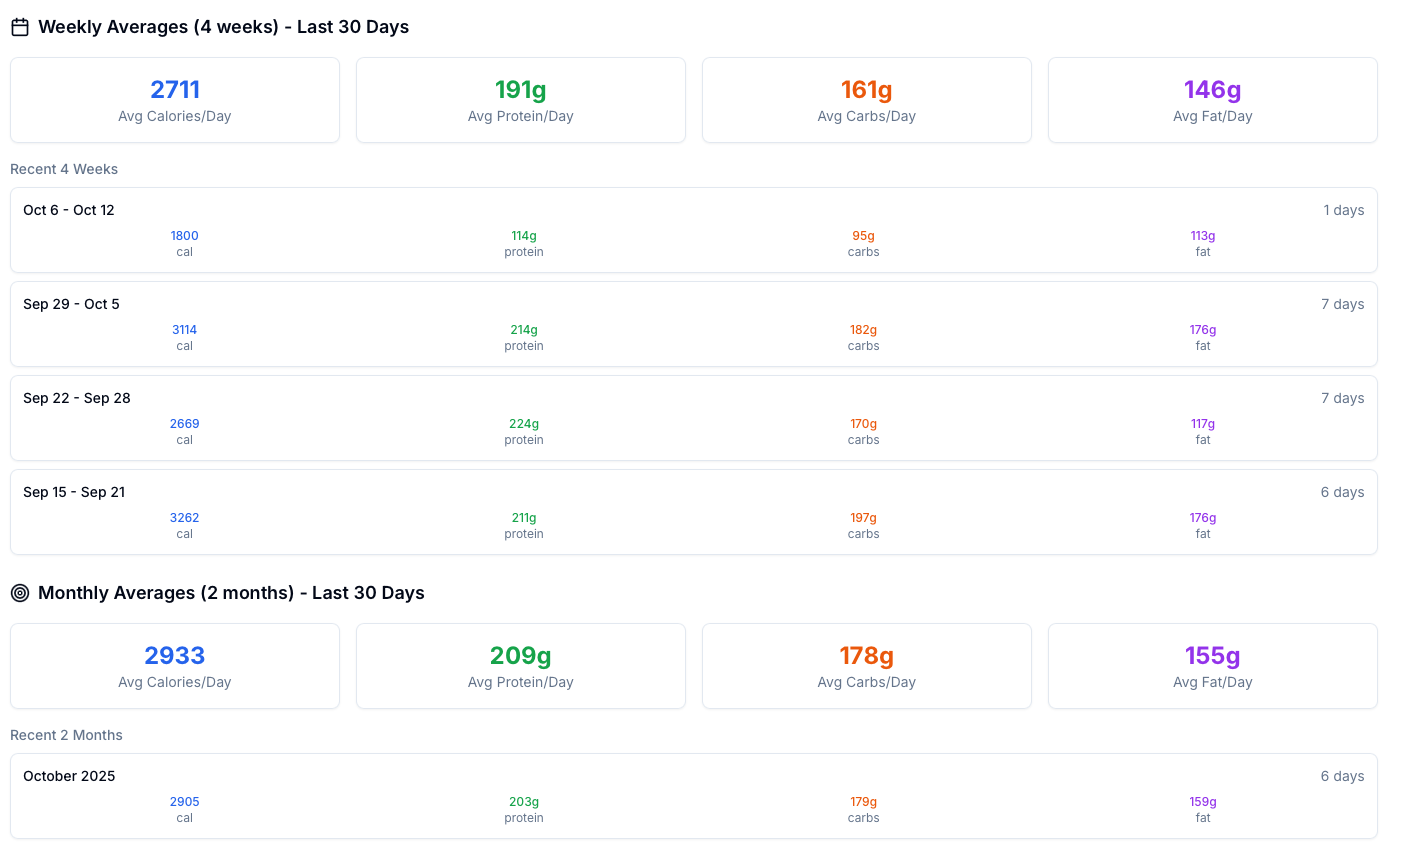 Weekly Averages (4 weeks) - Last 30 Days
2711
Avg Calories/Day
191g
Avg Protein/Day
161g
Avg Carbs/Day
146g
Avg Fat/Day
Recent 4 Weeks
Oct 6 - Oct 12
1 days
1800
cal
114g
protein
95g
carbs
113g
fat
Sep 29 - Oct 5
7 days
3114
cal
214g
protein
182g
carbs
176g
fat
Sep 22 - Sep 28
7 days
2669
cal
224g
protein
170g
carbs
117g
fat
Sep 15 - Sep 21
6 days
3262
cal
211g
protein
197g
carbs
176g
fat
Monthly Averages (2 months) - Last 30 Days
2933
Avg Calories/Day
209g
Avg Protein/Day
178g
Avg Carbs/Day
155g
Avg Fat/Day
Recent 2 Months
October 2025
6 days
2905
cal
203g
protein
179g
carbs
159g
fat